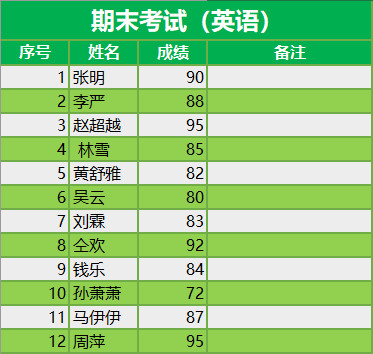 期末考试（英语）
序号 姓名 成绩 备注
1 张明 90
2 李严 88
3 赵超越 95
4 林雪 85
5 黄舒雅 82
6 吴云 80
7 刘霖 83
8 仝欢 92
9 钱乐 84
10 孙萧萧 72
11 马伊伊 87
12 周萍 95